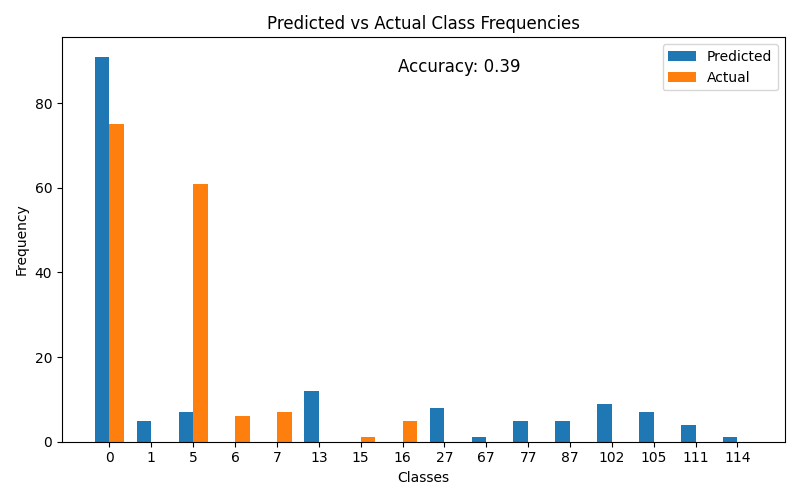 Predicted vs Actual Class Frequencies
Accuracy: 0.39
Predicted
Actual
Frequency
80
60
40
20
0
0 1 5 6 7 13 15 16 27 67 77 87 102 105 111 114
Classes